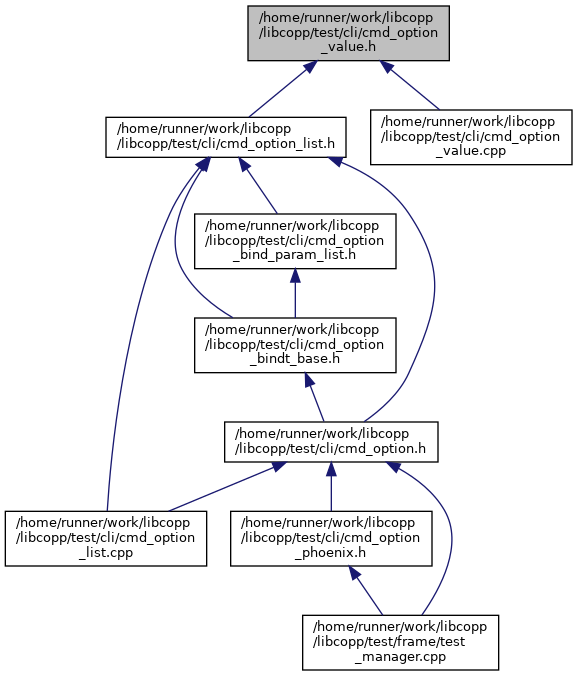 /home/runner/work/libcopp
/libcopp/test/cli/cmd_option
_value.h
/home/runner/work/libcopp
/libcopp/test/cli/cmd_option_list.h
/home/runner/work/libcopp
/libcopp/test/cli/cmd_option
_value.cpp
/home/runner/work/libcopp
/libcopp/test/cli/cmd_option
_bind_param_list.h
/home/runner/work/libcopp
/libcopp/test/cli/cmd_option
_bindt_base.h
/home/runner/work/libcopp
/libcopp/test/cli/cmd_option.h
/home/runner/work/libcopp
/libcopp/test/cli/cmd_option
_list.cpp
/home/runner/work/libcopp
/libcopp/test/cli/cmd_option
_phoenix.h
/home/runner/work/libcopp
/libcopp/test/frame/test
_manager.cpp